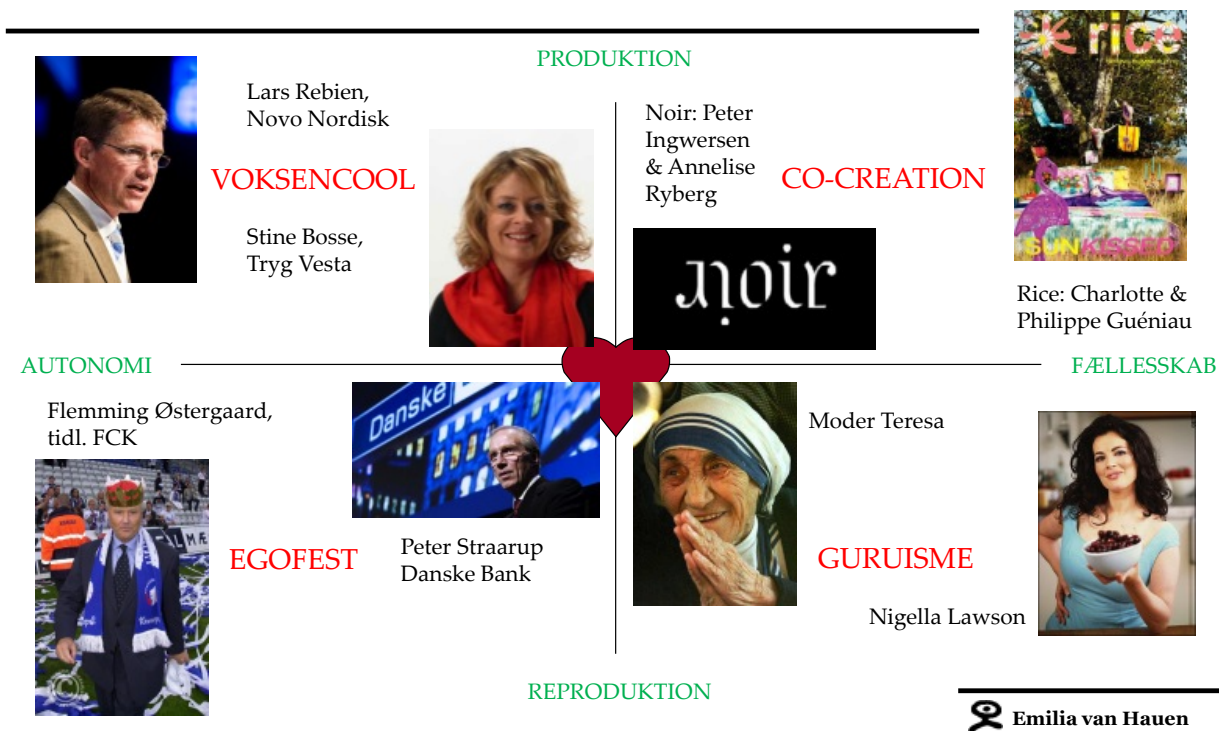 PRODUKTION
Lars Rebien,
Novo Nordisk
VOKSENCOOL
Stine Bosse,
Tryg Vesta
Noir: Peter
Ingwersen
& Annelise
Ryberg
CO-CREATION
noir
rice
SUNKISSED
Rice: Charlotte &
Philippe Guéniau
AUTONOMI
FÆLLESSKAB
Flemming Østergaard,
tidl. FCK
EGOFEST
Danske
Peter Straarup
Danske Bank
Moder Teresa
GURUISME
Nigella Lawson
REPRODUKTION
Emilia van Hauen